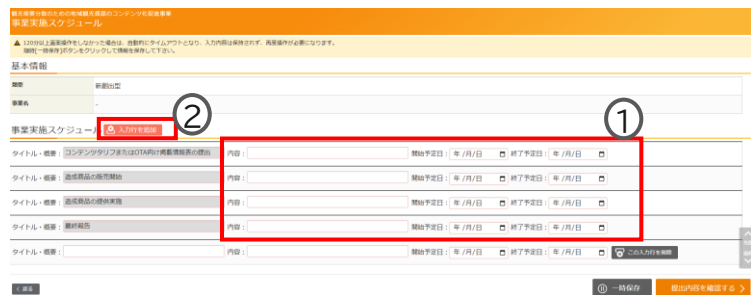 観光需要分散のための地域観光資源のコンテンツ化促進事業
事業実施スケジュール
120分以上画面操作をしなかった場合は、自動的にタイムアウトとなり、入力内容は保持されず、再度操作が必要になります。
随時[一時保存]ボタンをクリックして情報を保存して下さい。
基本情報
類型 新創出型
事業名 -
事業実施スケジュール 入力行を追加 ② ①
タイトル・概要： コンテンツタリフまたはOTA向け掲載情報表の提出 内容： 開始予定日： 年 /月/日 終了予定日： 年 /月/日
タイトル・概要： 造成商品の販売開始 内容： 開始予定日： 年 /月/日 終了予定日： 年 /月/日
タイトル・概要： 造成商品の提供実施 内容： 開始予定日： 年 /月/日 終了予定日： 年 /月/日
タイトル・概要： 最終報告 内容： 開始予定日： 年 /月/日 終了予定日： 年 /月/日
タイトル・概要： 内容： 開始予定日： 年 /月/日 終了予定日： 年 /月/日 この入力行を削除
戻る 一時保存 提出内容を確認する